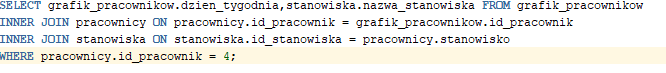 SELECT grafik_pracownikow.dzien_tygodnia,stanowiska.nazwa_stanowiska FROM grafik_pracownikow
INNER JOIN pracownicy ON pracownicy.id_pracownik = grafik_pracownikow.id_pracownik
INNER JOIN stanowiska ON stanowiska.id_stanowiska = pracownicy.stanowisko
WHERE pracownicy.id_pracownik = 4;